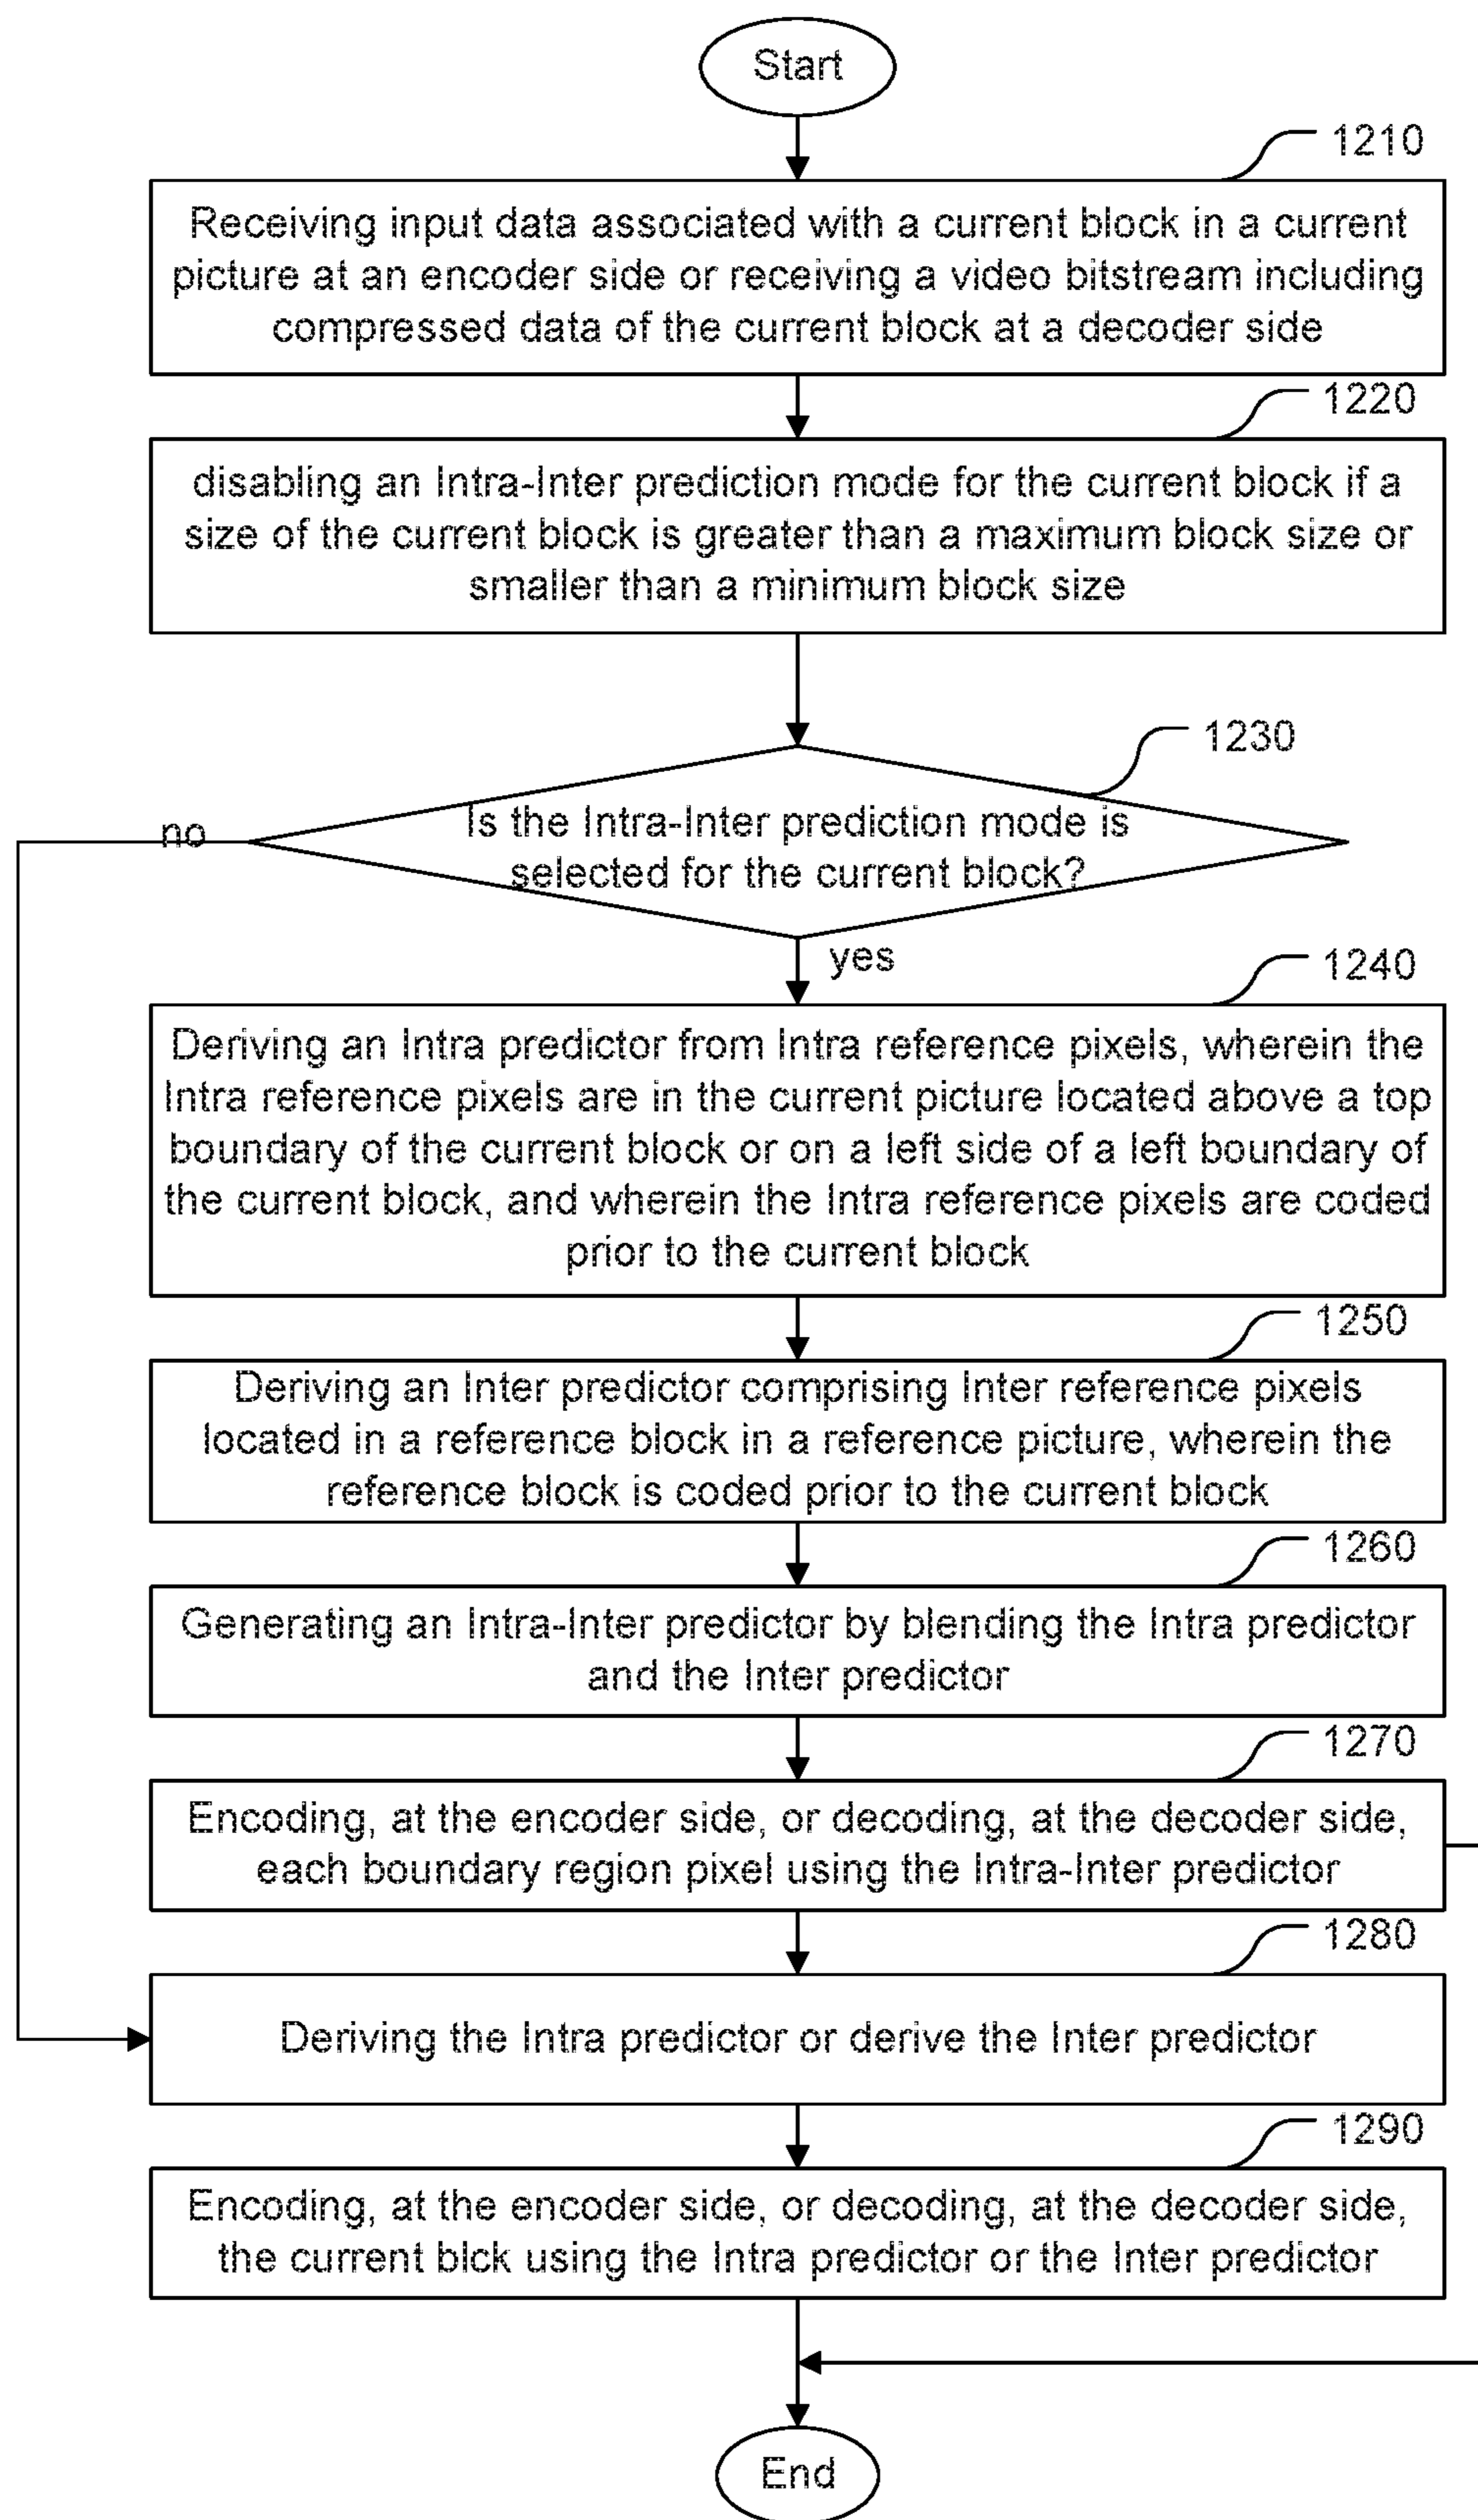 Start
1210
Receiving input data associated with a current block in a current
picture at an encoder side or receiving a video bitstream including
compressed data of the current block at a decoder side
1220
disabling an Intra-Inter prediction mode for the current block if a
size of the current block is greater than a maximum block size or
smaller than a minimum block size
1230
Is the Intra-Inter prediction mode is
selected for the current block?
no
yes
1240
Deriving an Intra predictor from Intra reference pixels, wherein the
Intra reference pixels are in the current picture located above a top
boundary of the current block or on a left side of a left boundary of
the current block, and wherein the Intra reference pixels are coded
prior to the current block
1250
Deriving an Inter predictor comprising Inter reference pixels
located in a reference block in a reference picture, wherein the
reference block is coded prior to the current block
1260
Generating an Intra-Inter predictor by blending the Intra predictor
and the Inter predictor
1270
Encoding, at the encoder side, or decoding, at the decoder side,
each boundary region pixel using the Intra-Inter predictor
1280
Deriving the Intra predictor or derive the Inter predictor
1290
Encoding, at the encoder side, or decoding, at the decoder side,
the current blck using the Intra predictor or the Inter predictor
End